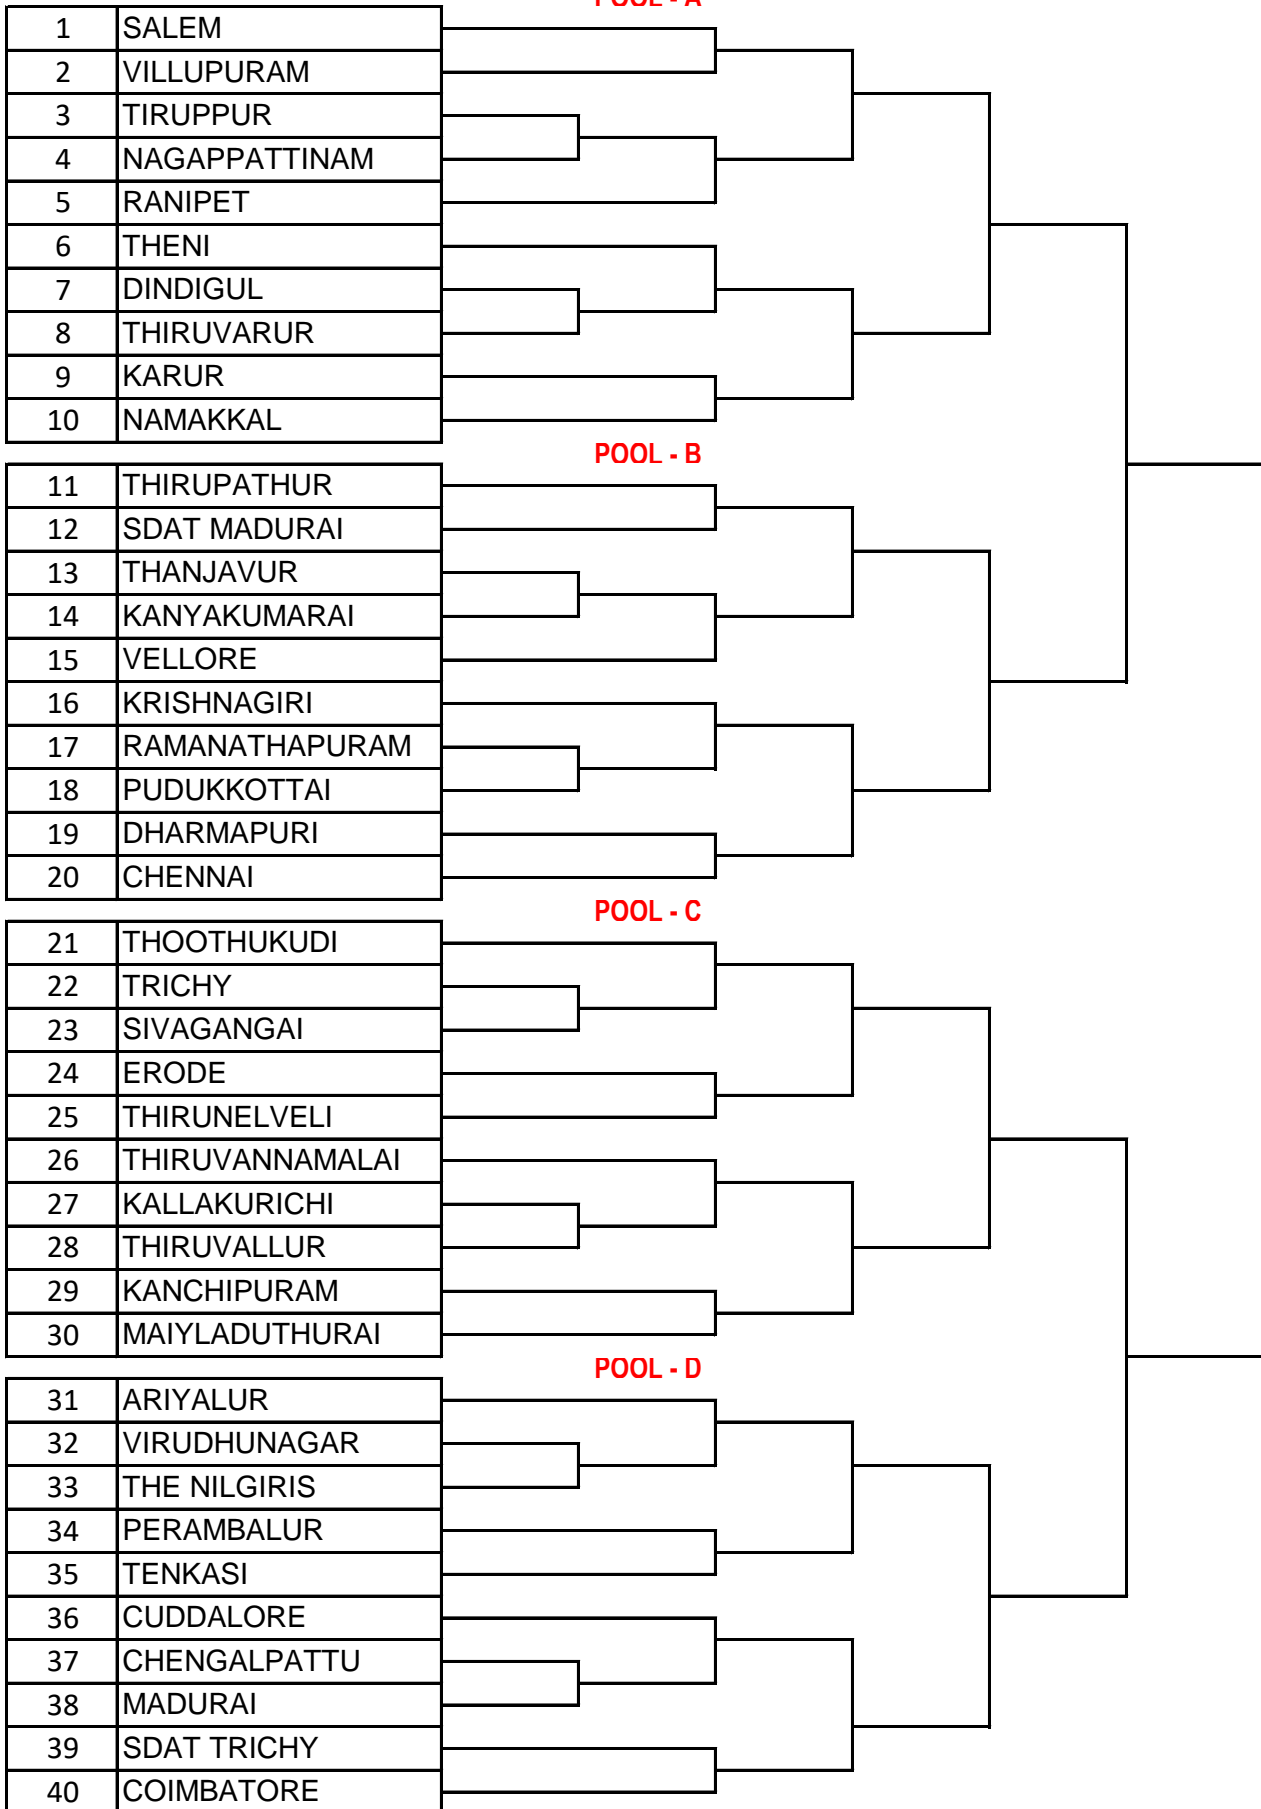 POOL - A
1 SALEM
2 VILLUPURAM
3 TIRUPPUR
4 NAGAPPATTINAM
5 RANIPET
6 THENI
7 DINDIGUL
8 THIRUVARUR
9 KARUR
10 NAMAKKAL
POOL - B
11 THIRUPATHUR
12 SDAT MADURAI
13 THANJAVUR
14 KANYAKUMARAI
15 VELLORE
16 KRISHNAGIRI
17 RAMANATHAPURAM
18 PUDUKKOTTAI
19 DHARMAPURI
20 CHENNAI
POOL - C
21 THOOTHUKUDI
22 TRICHY
23 SIVAGANGAI
24 ERODE
25 THIRUNELVELI
26 THIRUVANNAMALAI
27 KALLAKURICHI
28 THIRUVALLUR
29 KANCHIPURAM
30 MAIYLADUTHURAI
POOL - D
31 ARIYALUR
32 VIRUDHUNAGAR
33 THE NILGIRIS
34 PERAMBALUR
35 TENKASI
36 CUDDALORE
37 CHENGALPATTU
38 MADURAI
39 SDAT TRICHY
40 COIMBATORE